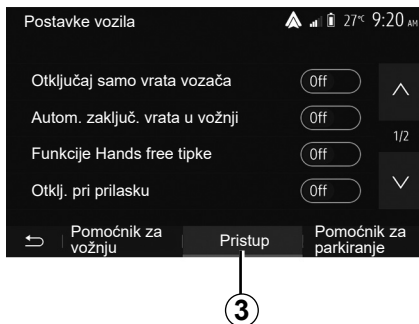 Postavke vozila 27°C 9:20 AM
Otključaj samo vrata vozača Off
Autom. zaključ. vrata u vožnji Off
1/2
Funkcije Hands free tipke Off
Otklj. pri prilasku Off
Pomoćnik za vožnju
Pristup
Pomoćnik za parkiranje
3